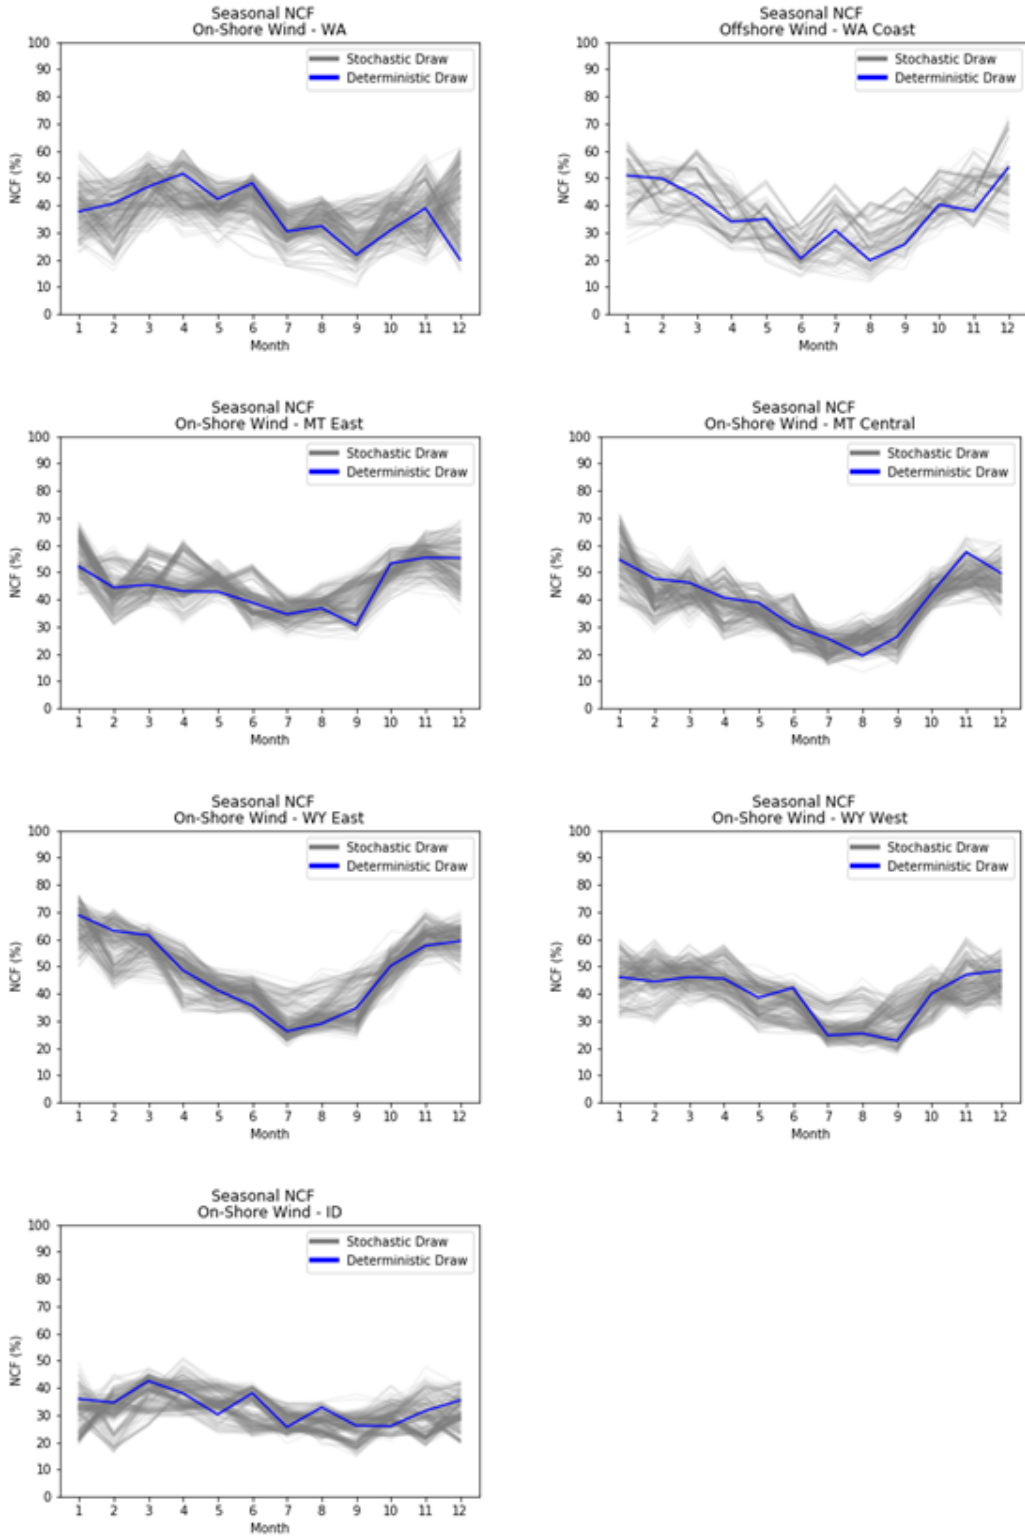 Seasonal NCF
On-Shore Wind - WA
100
90
80
70
60
50
40
30
20
10
0
NCF (%)
Stochastic Draw
Deterministic Draw
1 2 3 4 5 6 7 8 9 10 11 12
Month
Seasonal NCF
Offshore Wind - WA Coast
100
90
80
70
60
50
40
30
20
10
0
NCF (%)
Stochastic Draw
Deterministic Draw
1 2 3 4 5 6 7 8 9 10 11 12
Month
Seasonal NCF
On-Shore Wind - MT East
100
90
80
70
60
50
40
30
20
10
0
NCF (%)
Stochastic Draw
Deterministic Draw
1 2 3 4 5 6 7 8 9 10 11 12
Month
Seasonal NCF
On-Shore Wind - MT Central
100
90
80
70
60
50
40
30
20
10
0
NCF (%)
Stochastic Draw
Deterministic Draw
1 2 3 4 5 6 7 8 9 10 11 12
Month
Seasonal NCF
On-Shore Wind - WY East
100
90
80
70
60
50
40
30
20
10
0
NCF (%)
Stochastic Draw
Deterministic Draw
1 2 3 4 5 6 7 8 9 10 11 12
Month
Seasonal NCF
On-Shore Wind - WY West
100
90
80
70
60
50
40
30
20
10
0
NCF (%)
Stochastic Draw
Deterministic Draw
1 2 3 4 5 6 7 8 9 10 11 12
Month
Seasonal NCF
On-Shore Wind - ID
100
90
80
70
60
50
40
30
20
10
0
NCF (%)
Stochastic Draw
Deterministic Draw
1 2 3 4 5 6 7 8 9 10 11 12
Month